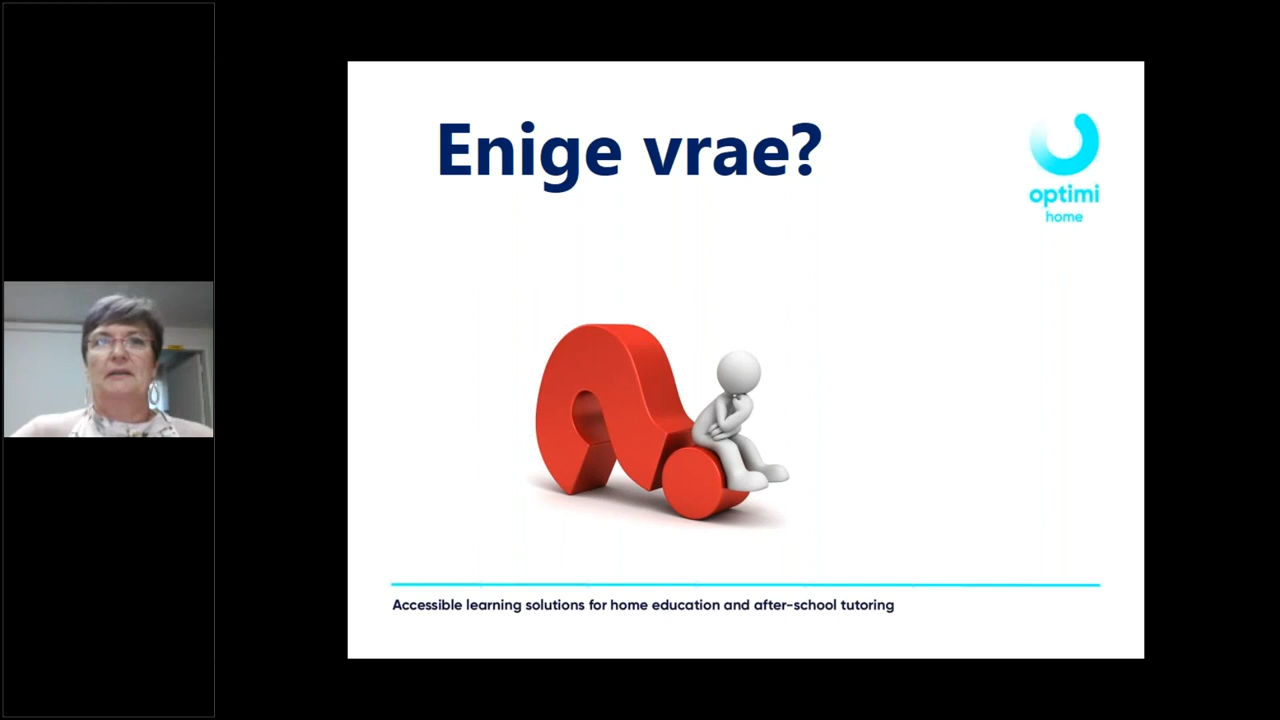 Enige vrae?
optimi
home
Accessible learning solutions for home education and after-school tutoring